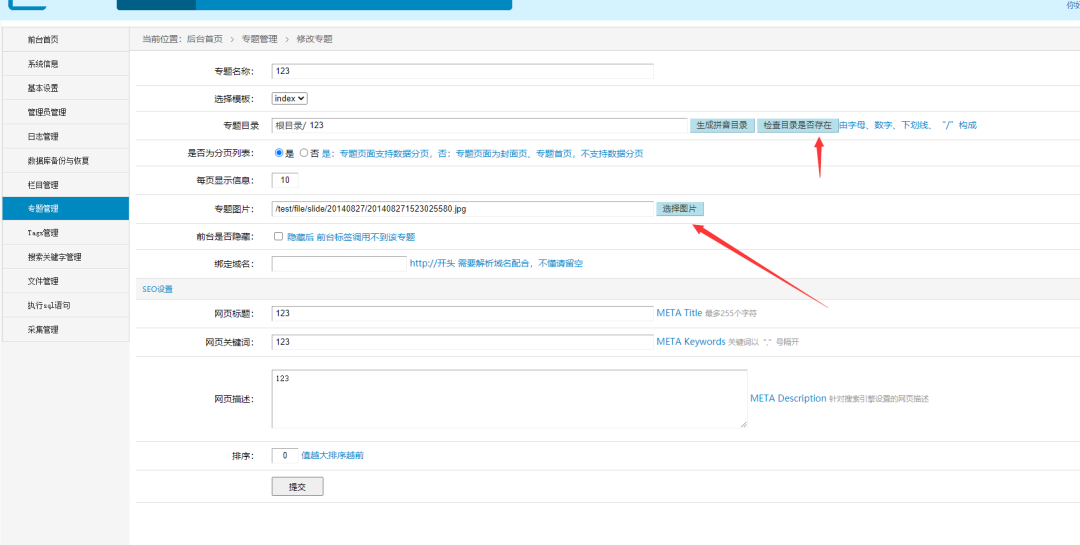 你好
前台首页
系统信息
基本设置
管理员管理
日志管理
数据库备份与恢复
栏目管理
专题管理
Tags管理
搜索关键字管理
文件管理
执行sql语句
采集管理
当前位置：后台首页 > 专题管理 > 修改专题
专题名称： 123
选择模板： index
专题目录 根目录/ 123 生成拼音目录 检查目录是否存在 由字母、数字、下划线、“/”构成
是否为分页列表： 是 否 是：专题页面支持数据分页，否：专题页面为封面页、专题首页，不支持数据分页
每页显示信息： 10
专题图片： /test/file/slide/20140827/201408271523025580.jpg 选择图片
前台是否隐藏： 隐藏后 前台标签调用不到该专题
绑定域名： http://开头 需要解析域名配合，不懂请留空
SEO设置
网页标题： 123 META Title 最多255个字符
网页关键词： 123 META Keywords 关键词以“,”号隔开
网页描述： 123 META Description 针对搜索引擎设置的网页描述
排序： 0 值越大排序越前
提交